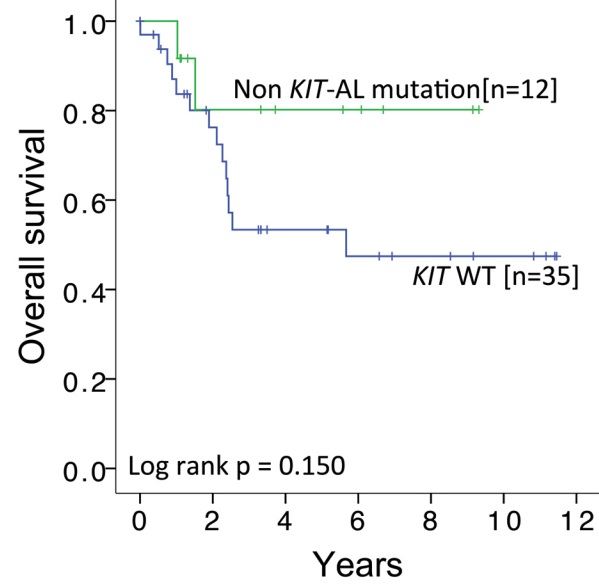 Overall survival
1.0
0.8
0.6
0.4
0.2
0.0
Non KIT-AL mutation[n=12]
KIT WT [n=35]
Log rank p = 0.150
0 2 4 6 8 10 12
Years